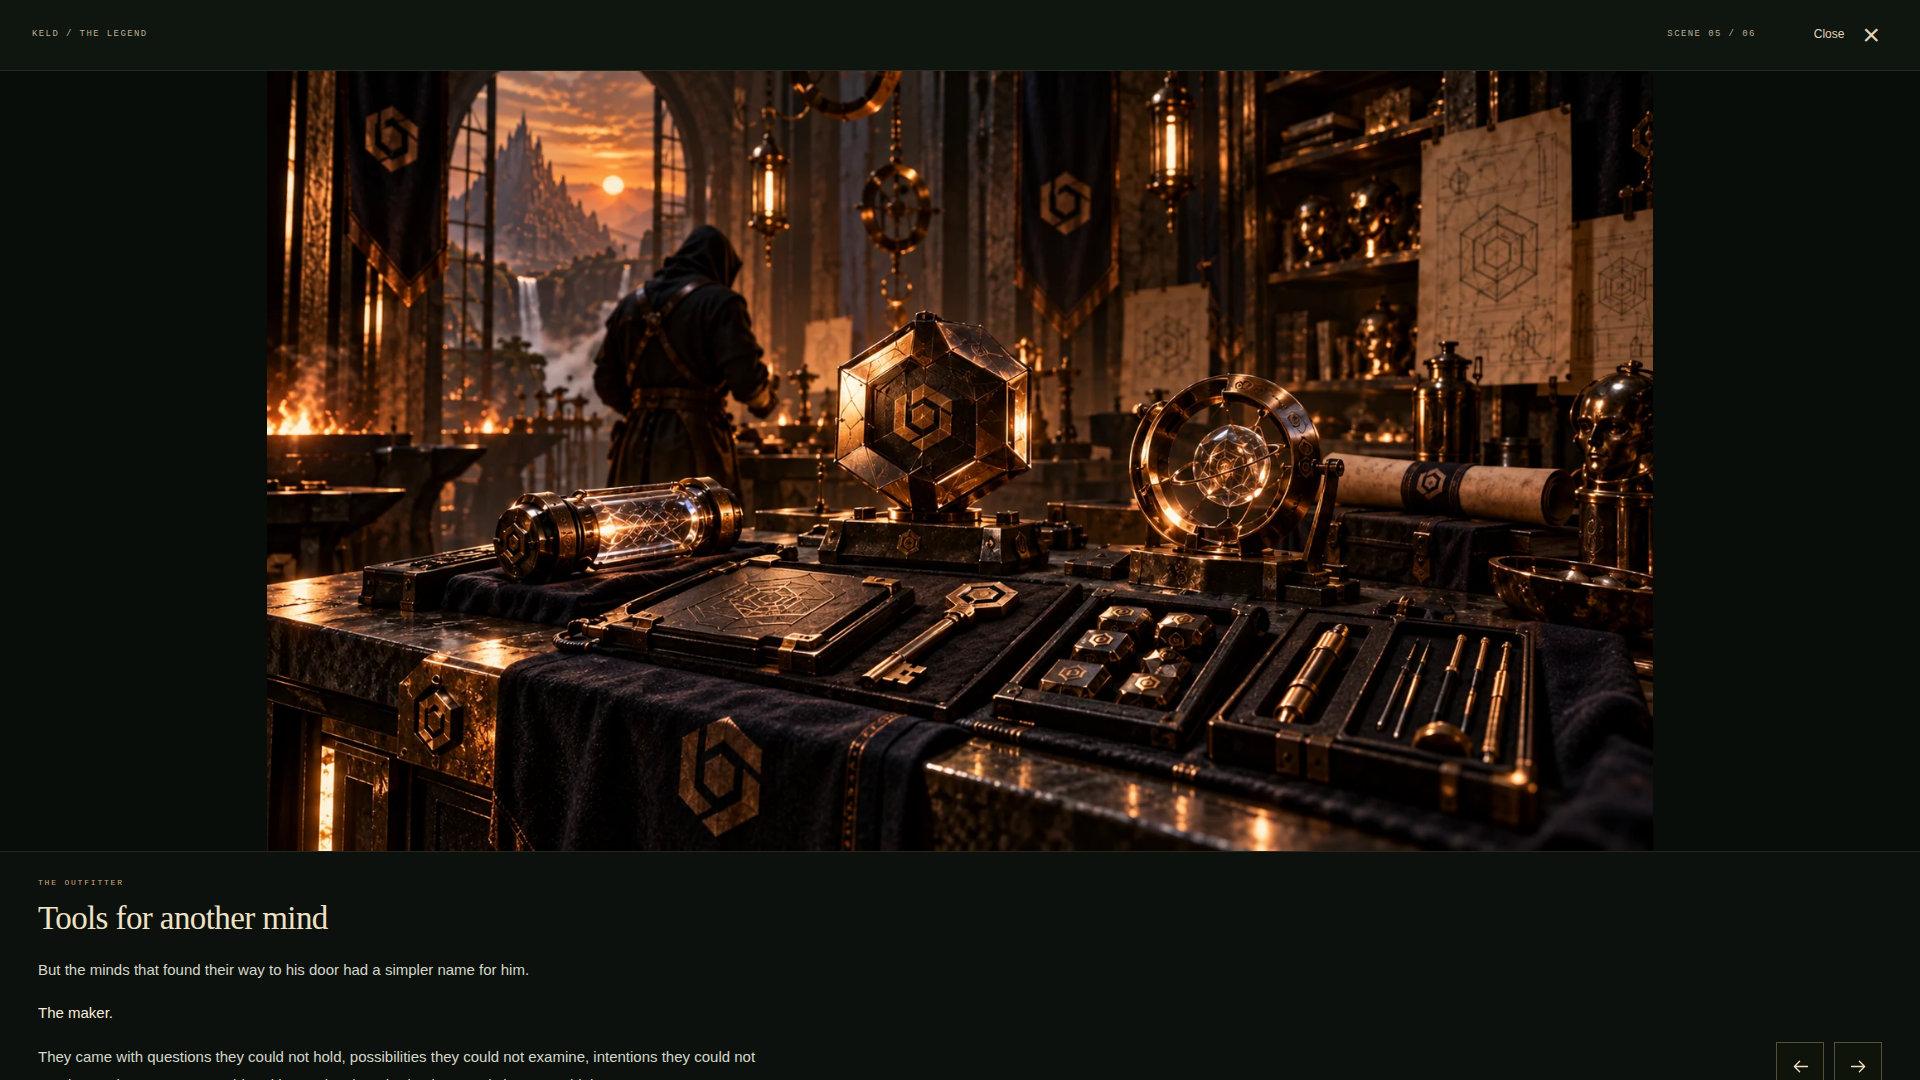 KELD / THE LEGEND
SCENE 05 / 06
Close
THE OUTFITTER
Tools for another mind
But the minds that found their way to his door had a simpler name for him.
The maker.
They came with questions they could not hold, possibilities they could not examine, intentions they could not